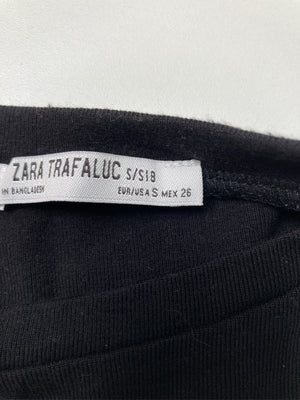 ZARA TRAFALUC S/S18
IN BANGLADESH
EUR/USA S MEX 26